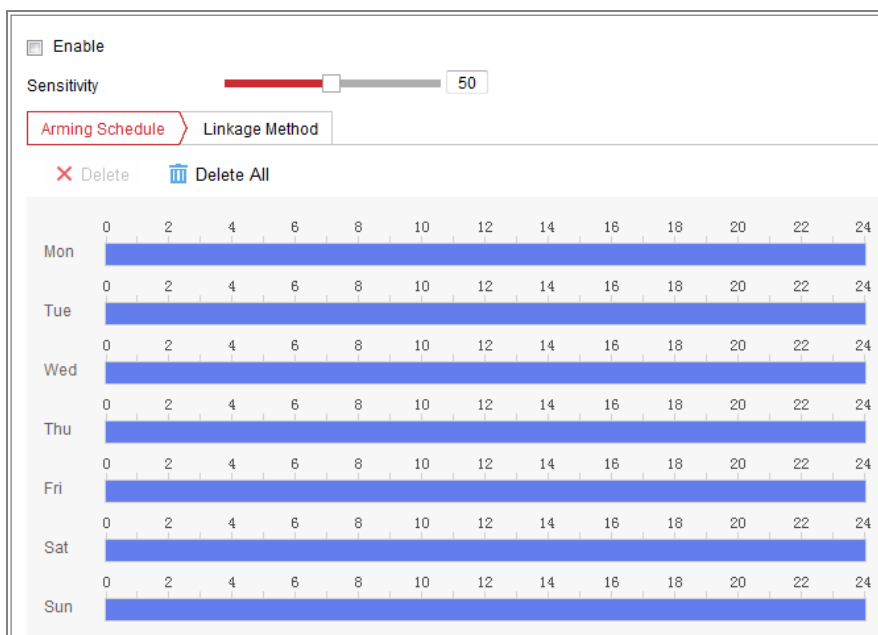 Enable
Sensitivity 50
Arming Schedule Linkage Method
Delete Delete All
0 2 4 6 8 10 12 14 16 18 20 22 24
Mon
0 2 4 6 8 10 12 14 16 18 20 22 24
Tue
0 2 4 6 8 10 12 14 16 18 20 22 24
Wed
0 2 4 6 8 10 12 14 16 18 20 22 24
Thu
0 2 4 6 8 10 12 14 16 18 20 22 24
Fri
0 2 4 6 8 10 12 14 16 18 20 22 24
Sat
0 2 4 6 8 10 12 14 16 18 20 22 24
Sun